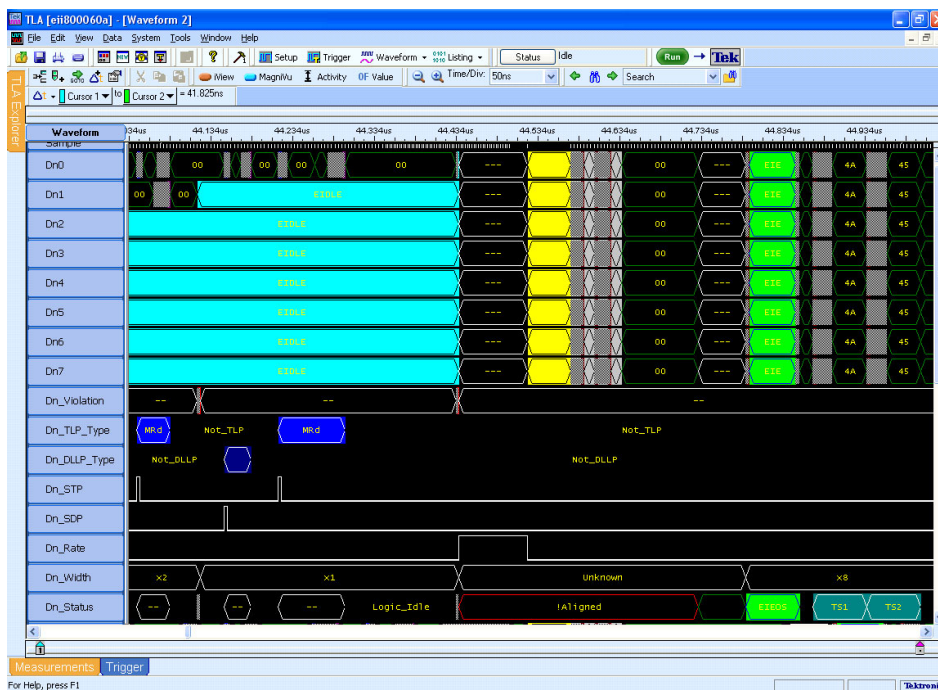 TLA [eii800060a] - [Waveform 2]
File Edit View Data System Tools Window Help
Setup Trigger Waveform Listing Status Idle Run Tek
New MagniVu Activity Value Time/Div: 50ns Search
Δt - Cursor 1 to Cursor 2 = 41.825ns
TLA Explorer
Waveform 034us 44.134us 44.234us 44.334us 44.434us 44.534us 44.634us 44.734us 44.834us 44.934us
Sample
Dn0 00 00 00 00 --- 00 --- EIE 4A 45
Dn1 00 00 EIDLE --- 00 --- EIE 4A 45
Dn2 EIDLE --- 00 --- EIE 4A 45
Dn3 EIDLE --- 00 --- EIE 4A 45
Dn4 EIDLE --- 00 --- EIE 4A 45
Dn5 EIDLE --- 00 --- EIE 4A 45
Dn6 EIDLE --- 00 --- EIE 4A 45
Dn7 EIDLE --- 00 --- EIE 4A 45
Dn_Violation -- -- --
Dn_TLP_Type MRd Not_TLP MRd Not_TLP
Dn_DLLP_Type Not_DLLP Not_DLLP
Dn_STP
Dn_SDP
Dn_Rate
Dn_Width x2 x1 Unknown x8
Dn_Status -- -- -- Logic_Idle !Aligned EIEOS TS1 TS2
Measurements Trigger
For Help, press F1 Tektroni